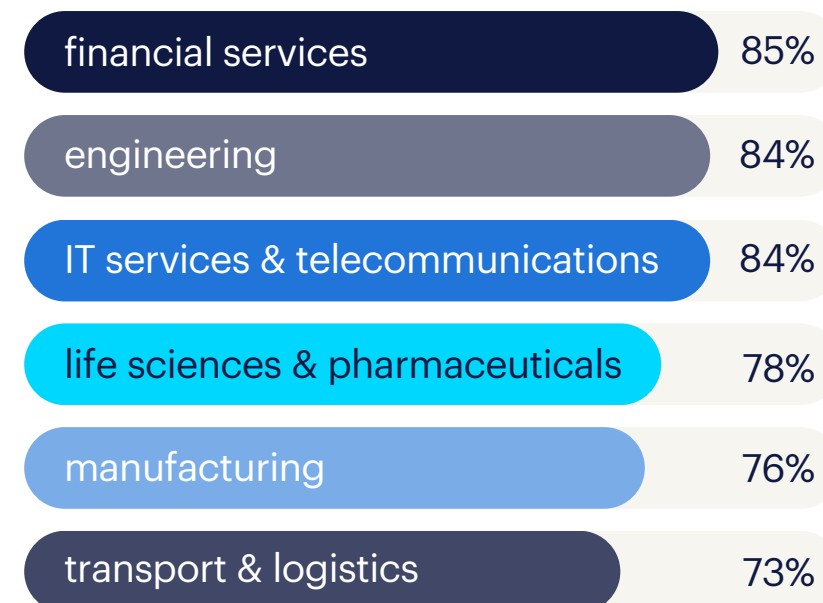 financial services 85%
engineering 84%
IT services & telecommunications 84%
life sciences & pharmaceuticals 78%
manufacturing 76%
transport & logistics 73%